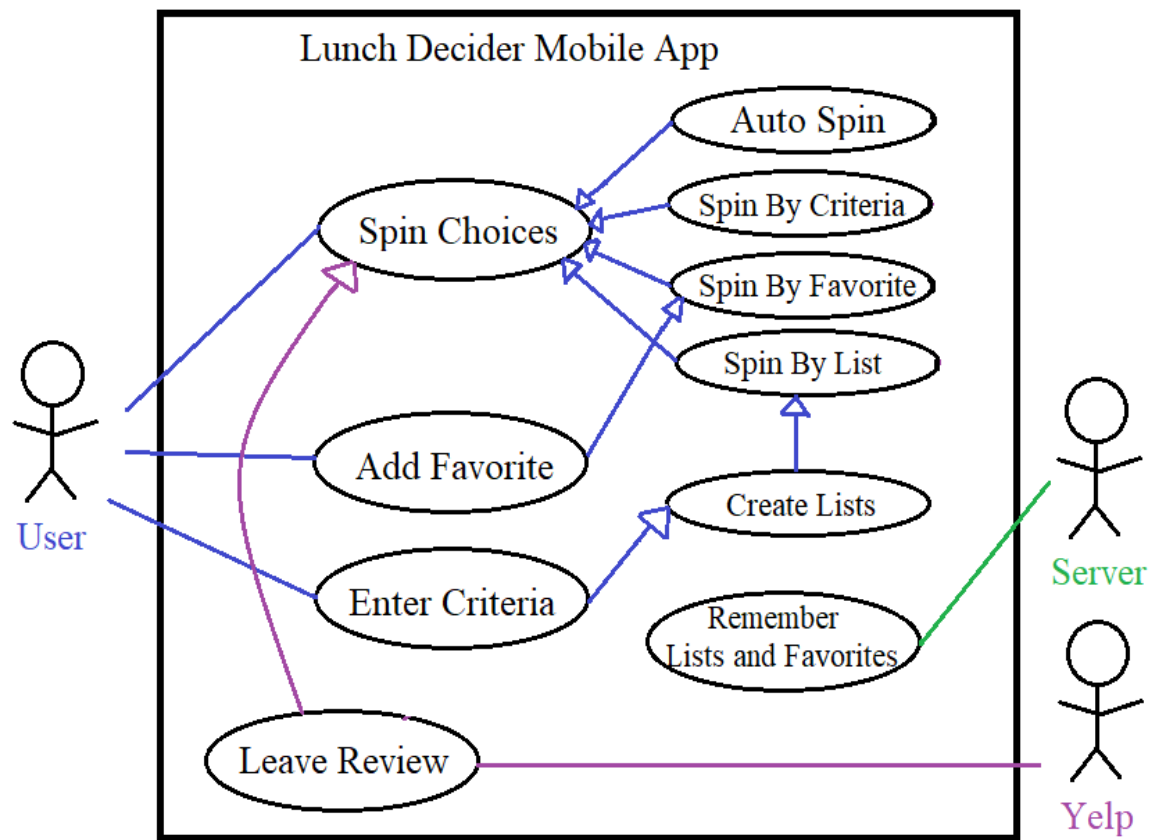 Lunch Decider Mobile App
Auto Spin
Spin By Criteria
Spin Choices
Spin By Favorite
Spin By List
Add Favorite
Create Lists
User
Enter Criteria
Server
Remember
Lists and Favorites
Leave Review
Yelp